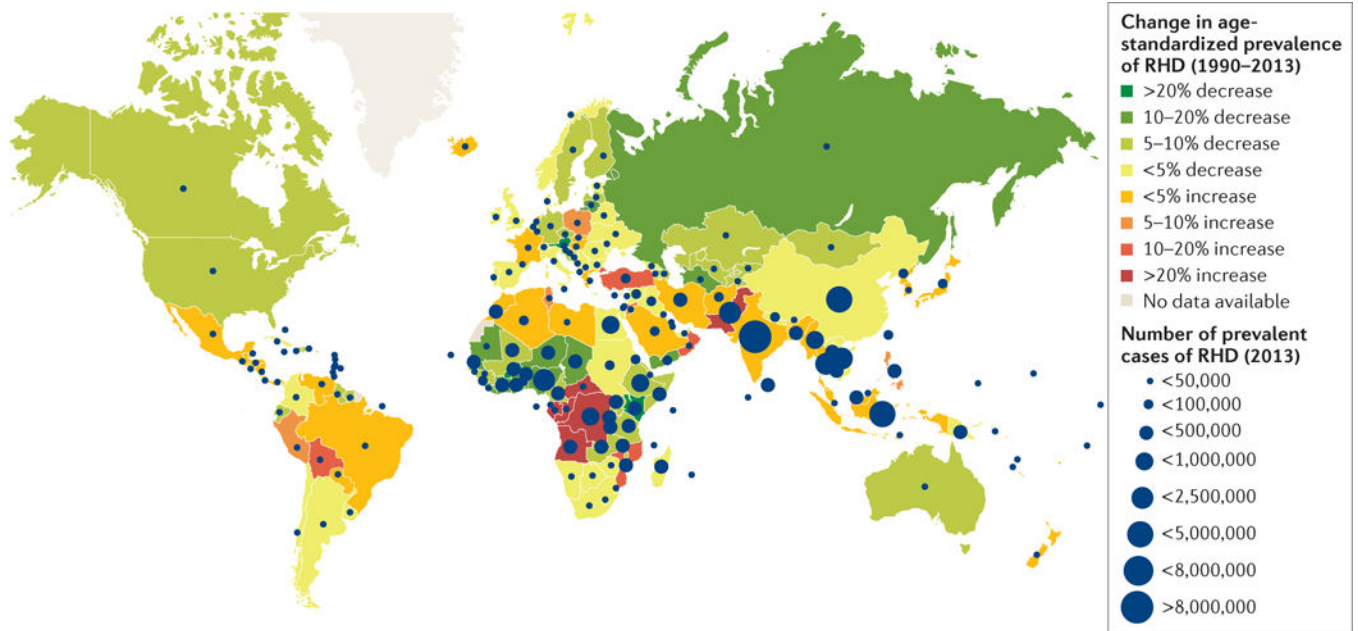 Change in age-
standardized prevalence
of RHD (1990–2013)
>20% decrease
10–20% decrease
5–10% decrease
<5% decrease
<5% increase
5–10% increase
10–20% increase
>20% increase
No data available
Number of prevalent
cases of RHD (2013)
<50,000
<100,000
<500,000
<1,000,000
<2,500,000
<5,000,000
<8,000,000
>8,000,000